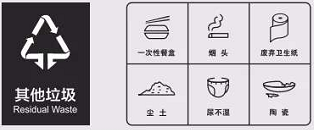 其他垃圾
Residual Waste
一次性餐盒
烟头
废弃卫生纸
尘土
尿不湿
陶瓷